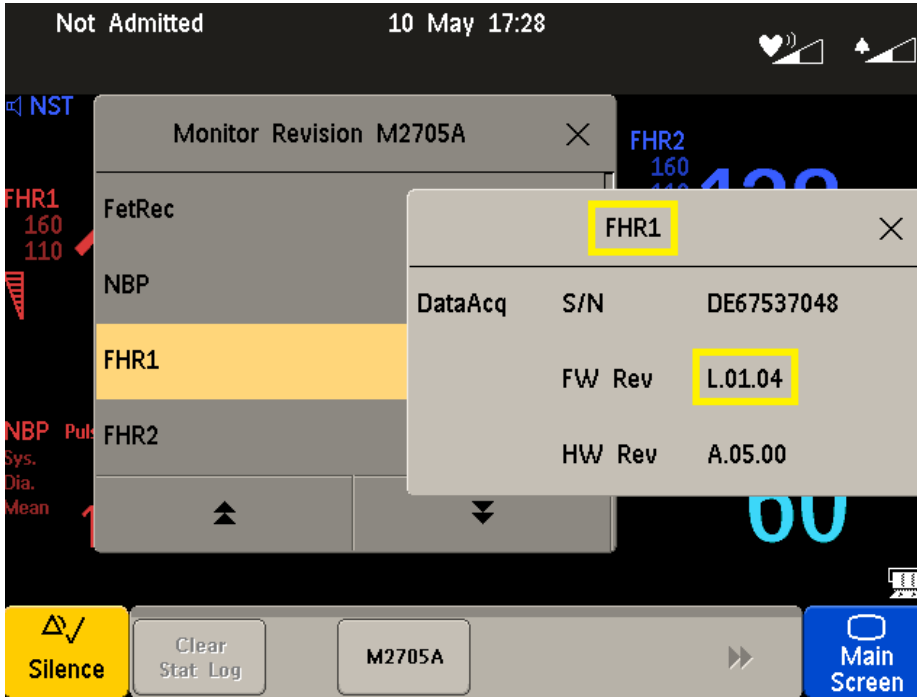 Not Admitted 10 May 17:28
NST
Monitor Revision M2705A
FHR2
160
FHR1
160
110
FetRec
NBP
FHR1
FHR2
FHR1
DataAcq S/N DE67537048
FW Rev L.01.04
HW Rev A.05.00
NBP
Sys.
Dia.
Mean
60
Silence
Clear
Stat Log
M2705A
Main
Screen